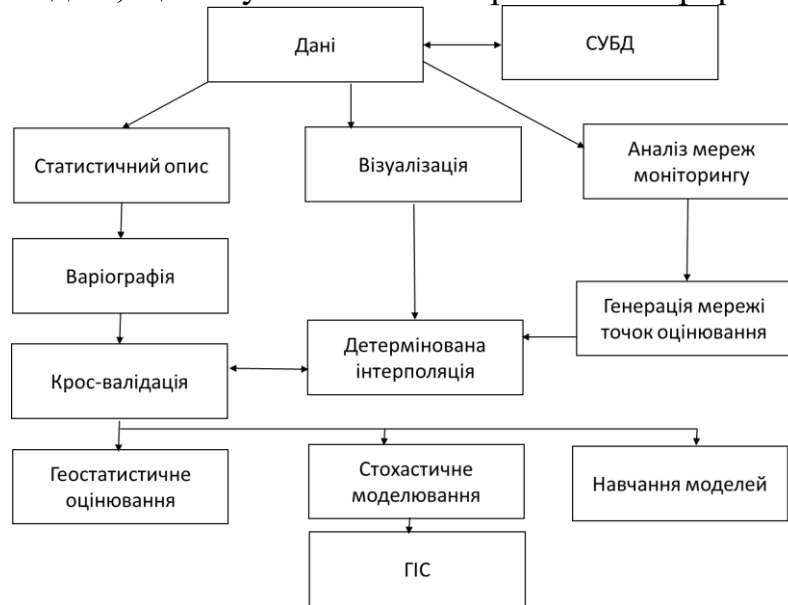 Дані
СУБД
Статистичний опис
Візуалізація
Аналіз мереж
моніторингу
Варіографія
Генерація мережі
точок оцінювання
Детермінована
інтерполяція
Крос-валідація
Геостатистичне
оцінювання
Стохастичне
моделювання
Навчання моделей
ГІС